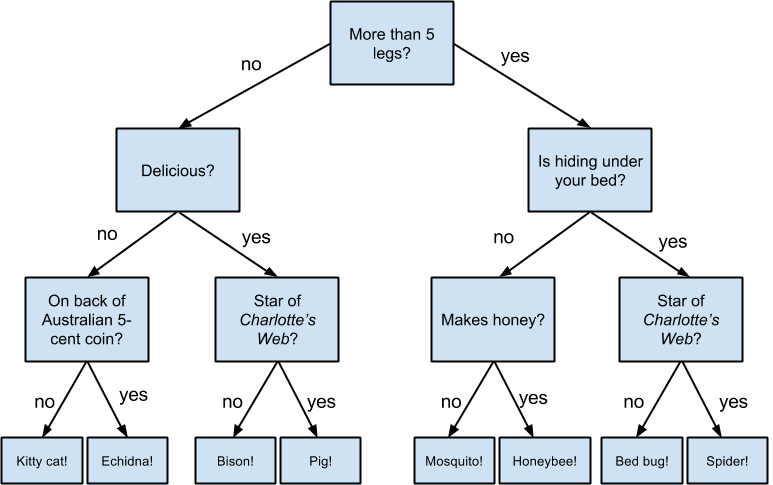 More than 5
legs?
no
yes
Delicious?
Is hiding under
your bed?
no
yes
no
yes
On back of
Australian 5-
cent coin?
Star of
Charlotte's
Web?
Makes honey?
Star of
Charlotte's
Web?
no
yes
no
yes
no
yes
no
yes
Kitty cat!
Echidna!
Bison!
Pig!
Mosquito!
Honeybee!
Bed bug!
Spider!